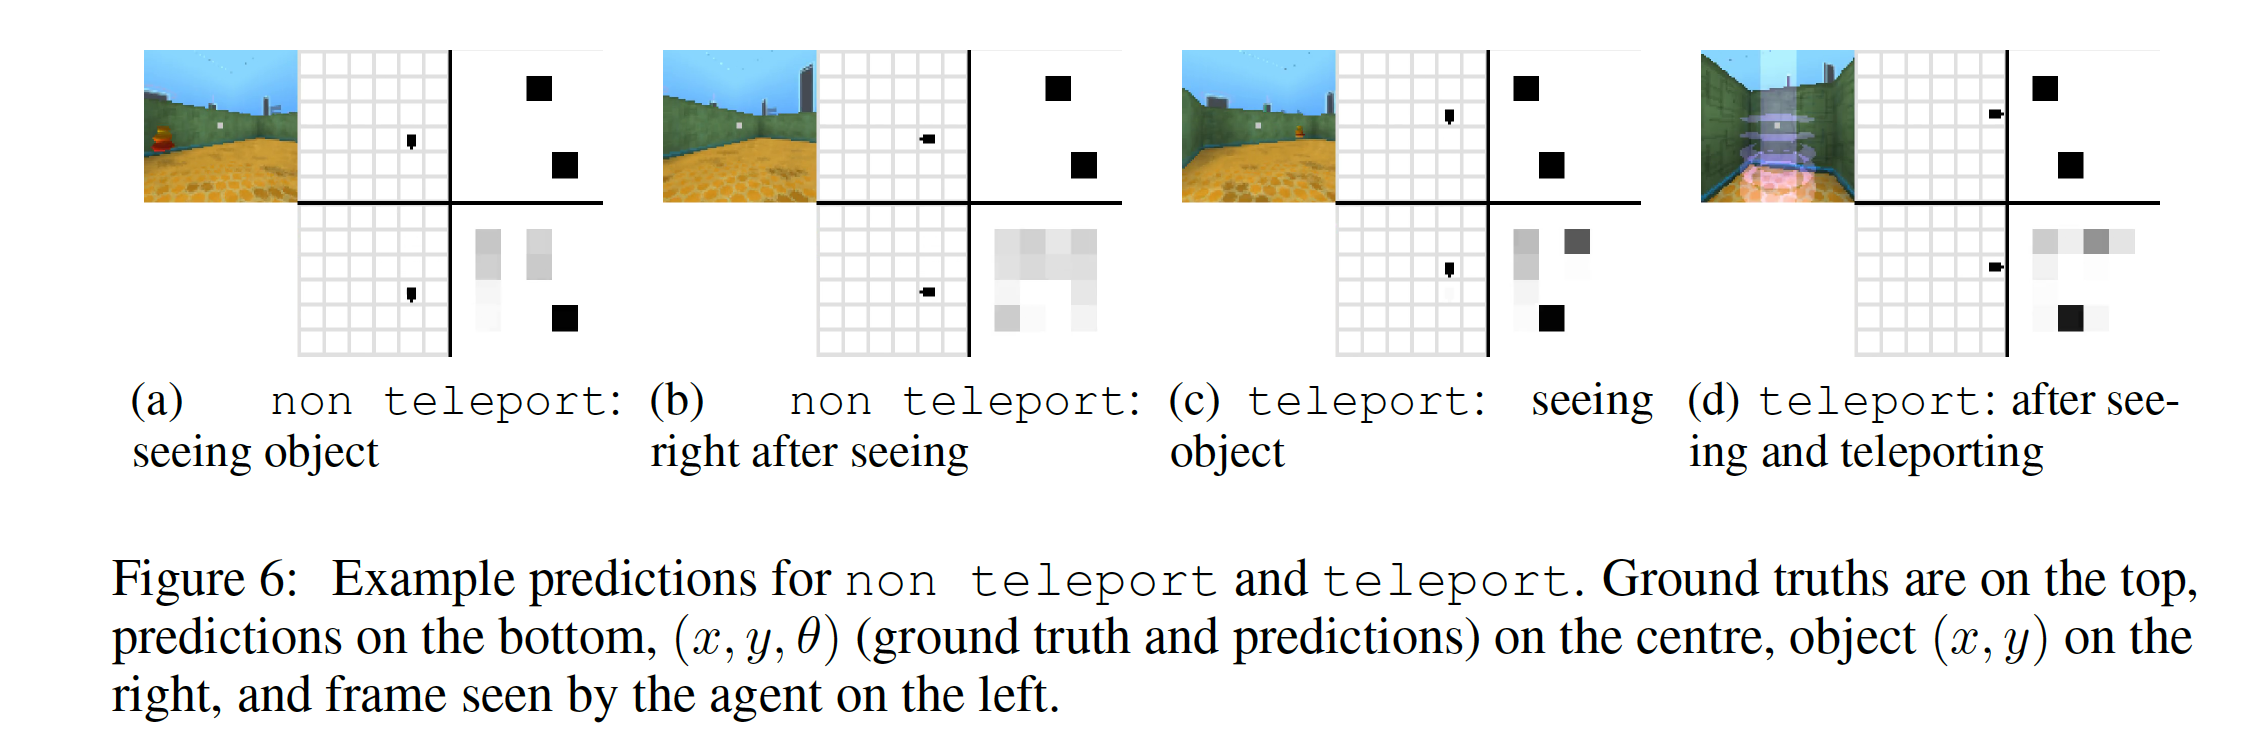 (a) non teleport:
seeing object
(b) non teleport:
right after seeing
(c) teleport: seeing
object
(d) teleport: after see-
ing and teleporting
Figure 6: Example predictions for non teleport and teleport. Ground truths are on the top,
predictions on the bottom, (x, y, θ) (ground truth and predictions) on the centre, object (x, y) on the
right, and frame seen by the agent on the left.